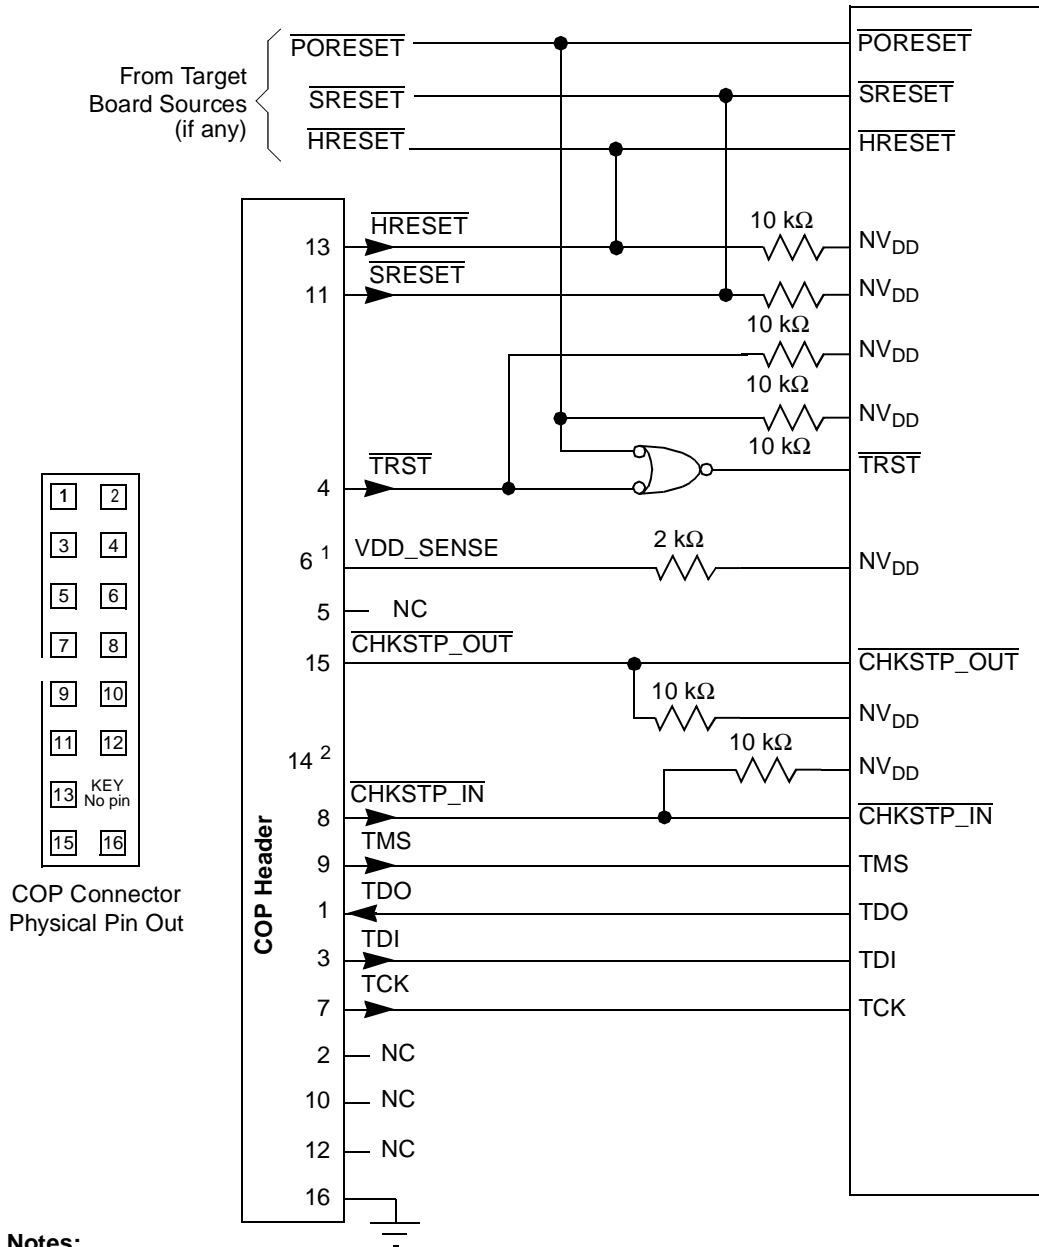 PORESET
SRESET
HRESET
From Target
Board Sources
(if any)
PORESET
SRESET
HRESET
13
HRESET
10 kΩ
NVDD
11
SRESET
NVDD
10 kΩ
NVDD
10 kΩ
NVDD
10 kΩ
4
TRST
TRST
6 1
VDD_SENSE
2 kΩ
NVDD
5
NC
15
CHKSTP_OUT
CHKSTP_OUT
10 kΩ
NVDD
14 2
10 kΩ
NVDD
8
CHKSTP_IN
CHKSTP_IN
9
TMS
TMS
1
TDO
TDO
3
TDI
TDI
7
TCK
TCK
2
NC
10
NC
12
NC
16
COP Header
1 2
3 4
5 6
7 8
9 10
11 12
13 KEY
No pin
15 16
COP Connector
Physical Pin Out
Notes: